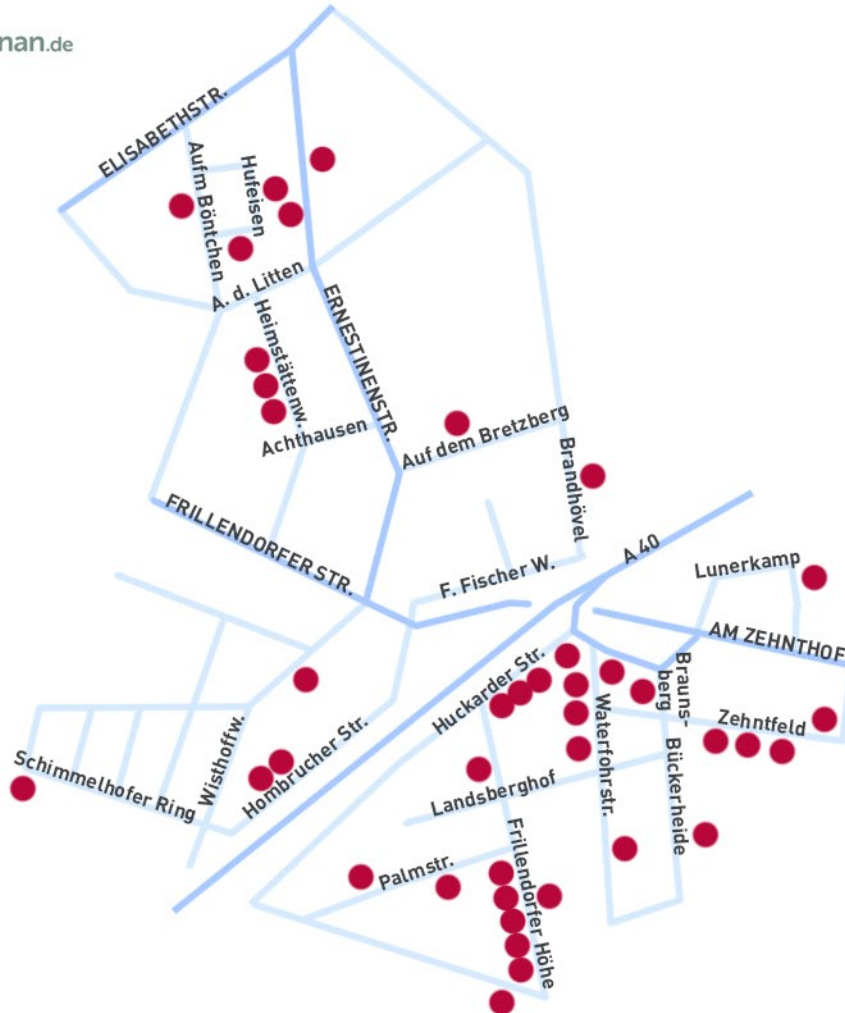 nan.de
ELISABETHSTR.
Aufm Böntchen
Hufeisen
A. d. Litten
Heimstättenw.
ERNESTINENSTR.
Achthausen
Auf dem Bretzberg
Brandhövel
FRILLENDORFER STR.
A 40
F. Fischer W.
Lunerkamp
AM ZEHNTHOF
Huckarder Str.
Brauns-
berg
Waterfohrstr.
Zehntfeld
Wisthoffw.
Hombrucher Str.
Schimmelhofer Ring
Bückerheide
Landsberghof
Frillendorfer Höhe
Palmstr.